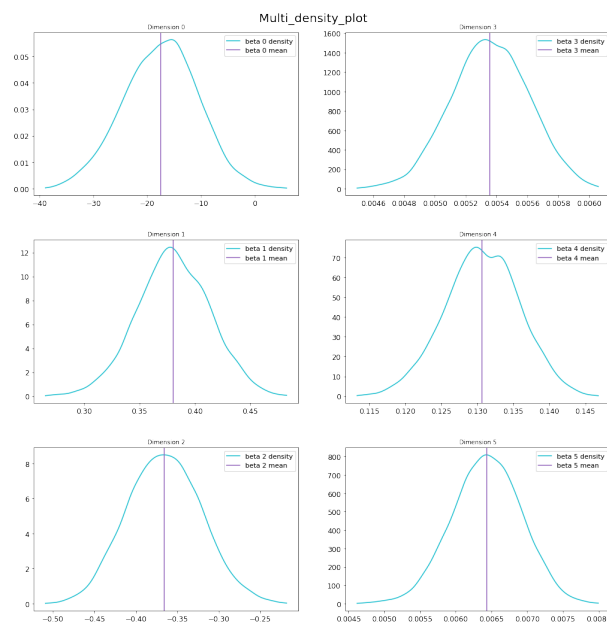 Multi_density_plot
Dimension 0
beta 0 density
beta 0 mean
0.05
0.04
0.03
0.02
0.01
0.00
−40 −30 −20 −10 0
Dimension 3
beta 3 density
beta 3 mean
1600
1400
1200
1000
800
600
400
200
0
0.0046 0.0048 0.0050 0.0052 0.0054 0.0056 0.0058 0.0060
Dimension 1
beta 1 density
beta 1 mean
12
10
8
6
4
2
0
0.30 0.35 0.40 0.45
Dimension 4
beta 4 density
beta 4 mean
70
60
50
40
30
20
10
0
0.115 0.120 0.125 0.130 0.135 0.140 0.145
Dimension 2
beta 2 density
beta 2 mean
8
6
4
2
0
−0.50 −0.45 −0.40 −0.35 −0.30 −0.25
Dimension 5
beta 5 density
beta 5 mean
800
700
600
500
400
300
200
100
0
0.0045 0.0050 0.0055 0.0060 0.0065 0.0070 0.0075